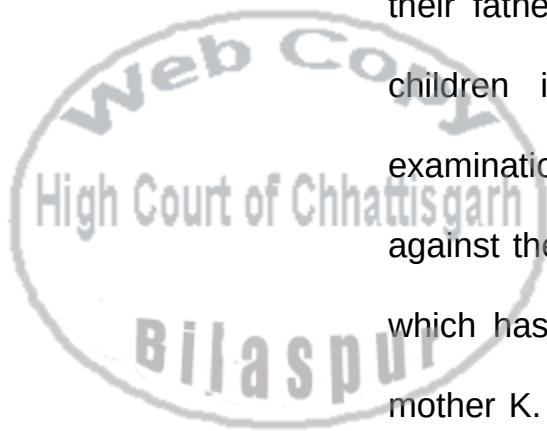 their fathe
Web Copy
children i
examinatio
High Court of Chhattisgarh
against the
which has
Bilaspur
mother K.